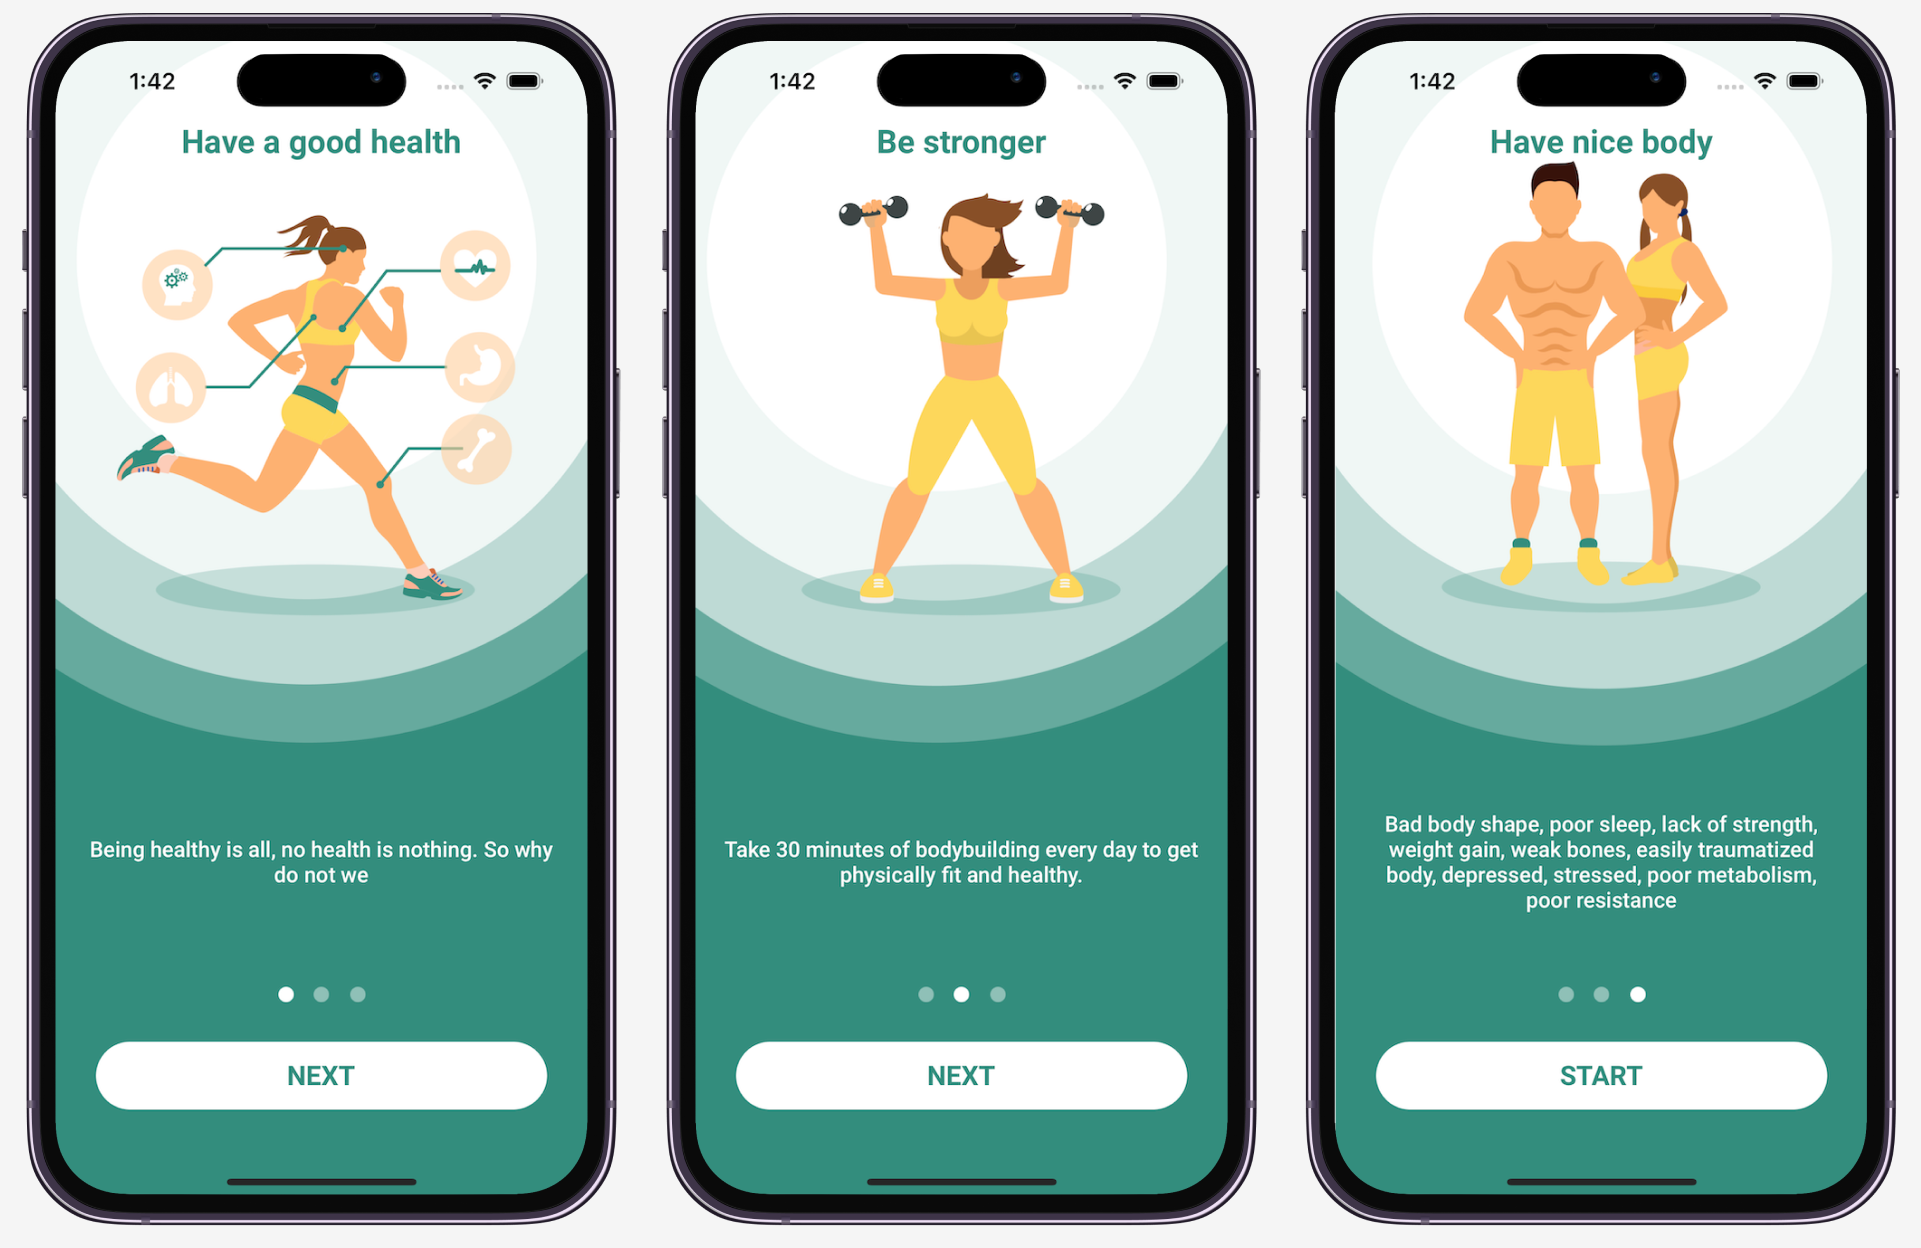 1:42
Have a good health
Being healthy is all, no health is nothing. So why
do not we
NEXT
1:42
Be stronger
Take 30 minutes of bodybuilding every day to get
physically fit and healthy.
NEXT
1:42
Have nice body
Bad body shape, poor sleep, lack of strength,
weight gain, weak bones, easily traumatized
body, depressed, stressed, poor metabolism,
poor resistance
START